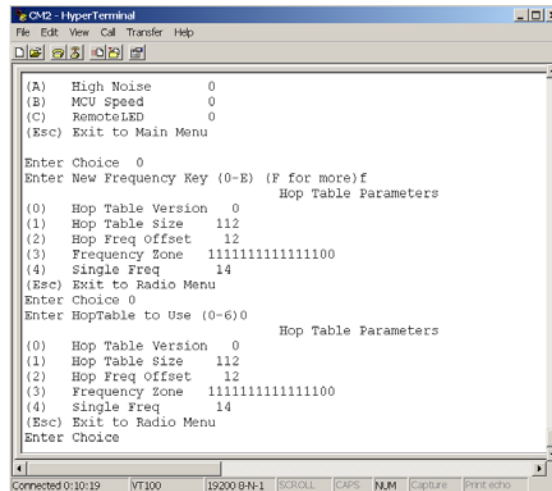 CM2 - HyperTerminal
File Edit View Call Transfer Help
(A) High Noise 0
(B) MCU Speed 0
(C) RemoteLED 0
(Esc) Exit to Main Menu
Enter Choice 0
Enter New Frequency Key (0-E) (F for more)f
Hop Table Parameters
(0) Hop Table Version 0
(1) Hop Table Size 112
(2) Hop Freq Offset 12
(3) Frequency Zone 1111111111111100
(4) Single Freq 14
(Esc) Exit to Radio Menu
Enter Choice 0
Enter HopTable to Use (0-6)0
Hop Table Parameters
(0) Hop Table Version 0
(1) Hop Table Size 112
(2) Hop Freq Offset 12
(3) Frequency Zone 1111111111111100
(4) Single Freq 14
(Esc) Exit to Radio Menu
Enter Choice
Connected 0:10:19 VT100 19200 8-N-1 SCROLL CAPS NUM Capture Print echo